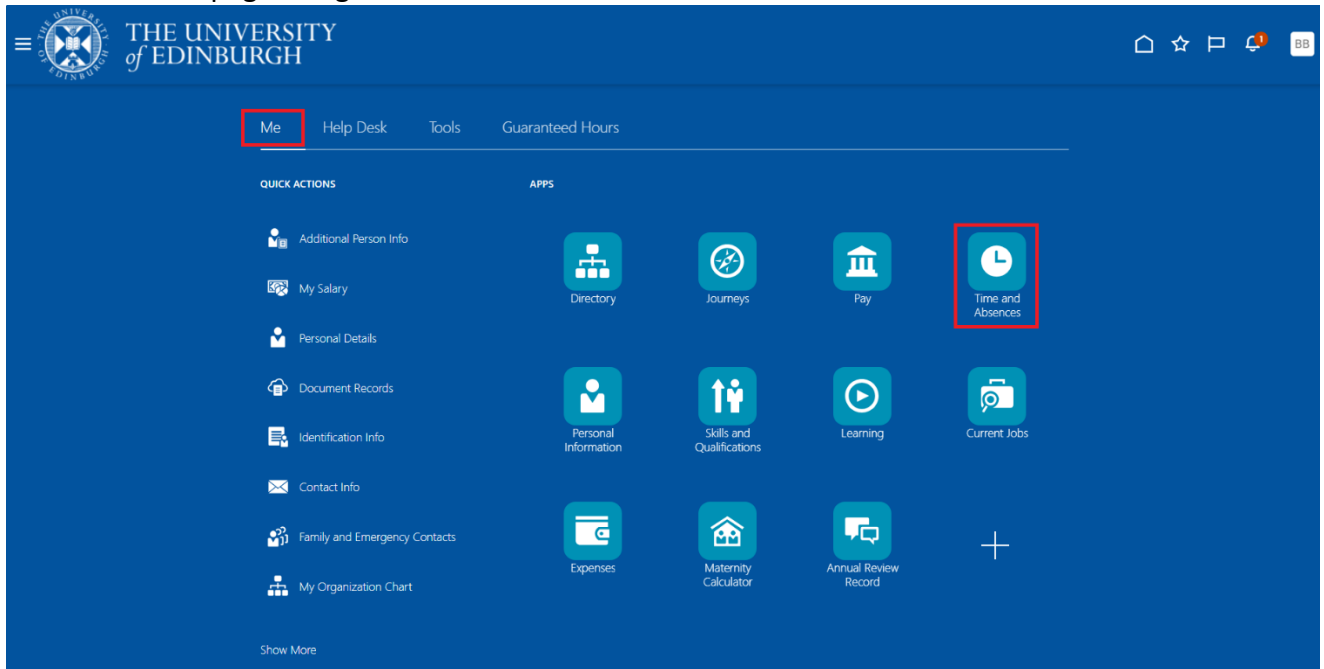 THE UNIVERSITY
of EDINBURGH
1
BB
Me
Help Desk
Tools
Guaranteed Hours
QUICK ACTIONS
APPS
Additional Person Info
My Salary
Personal Details
Document Records
Identification Info
Contact Info
Family and Emergency Contacts
My Organization Chart
Show More
Directory
Journeys
Pay
Time and
Absences
Personal
Information
Skills and
Qualifications
Learning
Current Jobs
Expenses
Maternity
Calculator
Annual Review
Record